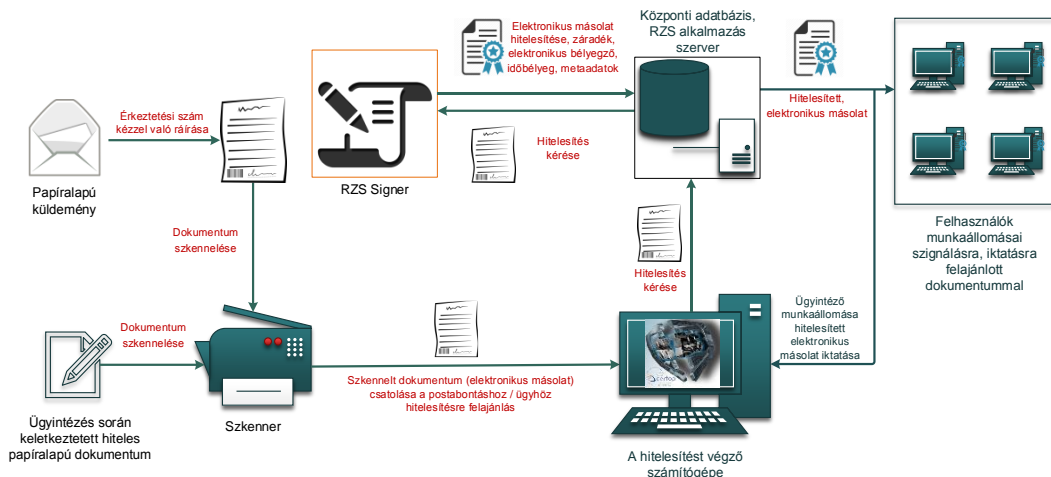 Elektronikus másolat
hitelesítése, záradék,
elektronikus bélyegző,
időbélyeg, metaadatok
Központi adatbázis,
RZS alkalmazás
szerver
Érkeztetési szám
kézzel való ráírása
Papíralapú
küldemény
RZS Signer
Hitelesítés
kérése
Hitelesített,
elektronikus másolat
Felhasználók
munkaállomásai
szignálásra, iktatásra
felajánlott
dokumentummal
Dokumentum
szkennelése
Hitelesítés
kérése
Ügyintéző
munkaállomása
hitelesített
elektronikus
másolat iktatása
Dokumentum
szkennelése
Szkennelt dokumentum (elektronikus másolat)
csatolása a postabontáshoz / ügyhöz
hitelesítésre felajánlás
certop
Ügyintézés során
keletkeztetett hiteles
papíralapú dokumentum
Szkenner
A hitelesítést végző
számítógépe